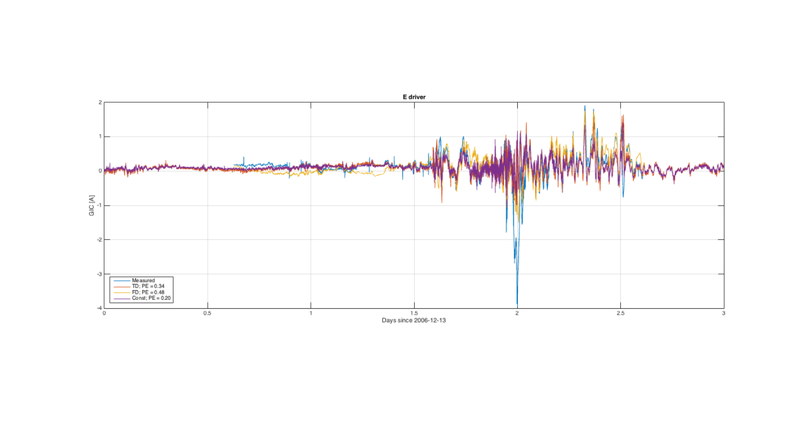 E driver
2
1
0
-1
-2
-3
-4
GIC [A]
Measured
TD; PE = 0.34
FD; PE = 0.48
Const; PE = 0.20
0
0.5
1
1.5
2
2.5
3
Days since 2006-12-13